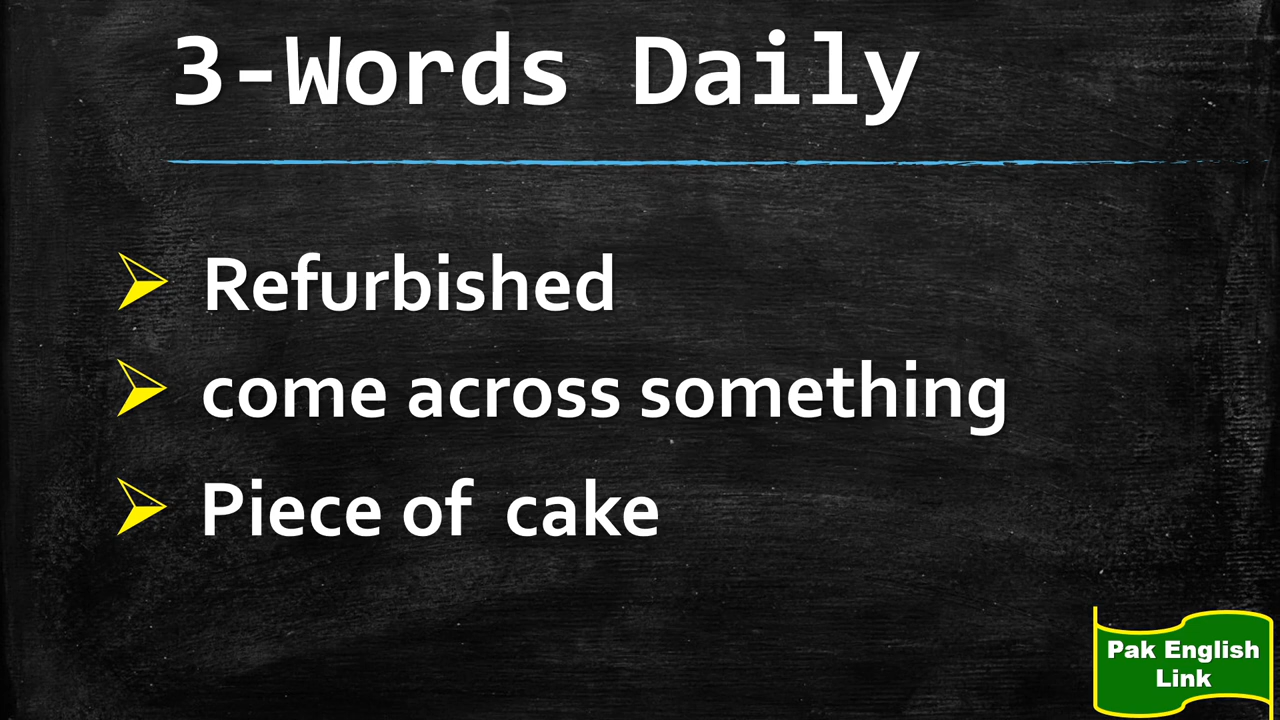 3-Words Daily
Refurbished
come across something
Piece of cake
Pak English
Link